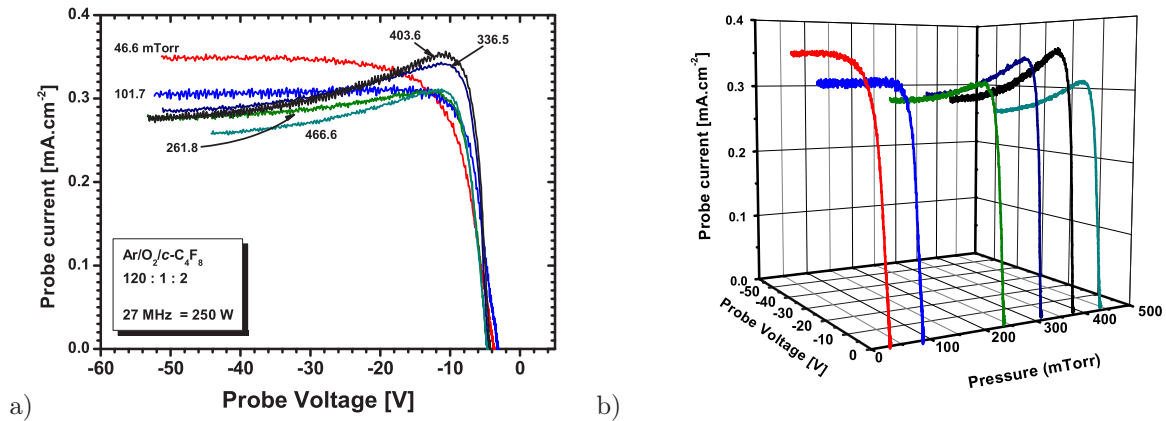 0.4
0.3
0.2
0.1
0.0
Probe current [mA.cm⁻²]
46.6 mTorr
403.6
336.5
101.7
466.6
261.8
Ar/O₂/c-C₄F₈
120 : 1 : 2
27 MHz = 250 W
-60 -50 -40 -30 -20 -10 0
Probe Voltage [V]
a)
0.4
0.3
0.2
0.1
0.0
Probe current [mA.cm⁻²]
-50
-40
-30
-20
-10
0
Probe Voltage [V]
0 100 200 300 400 500
Pressure (mTorr)
b)